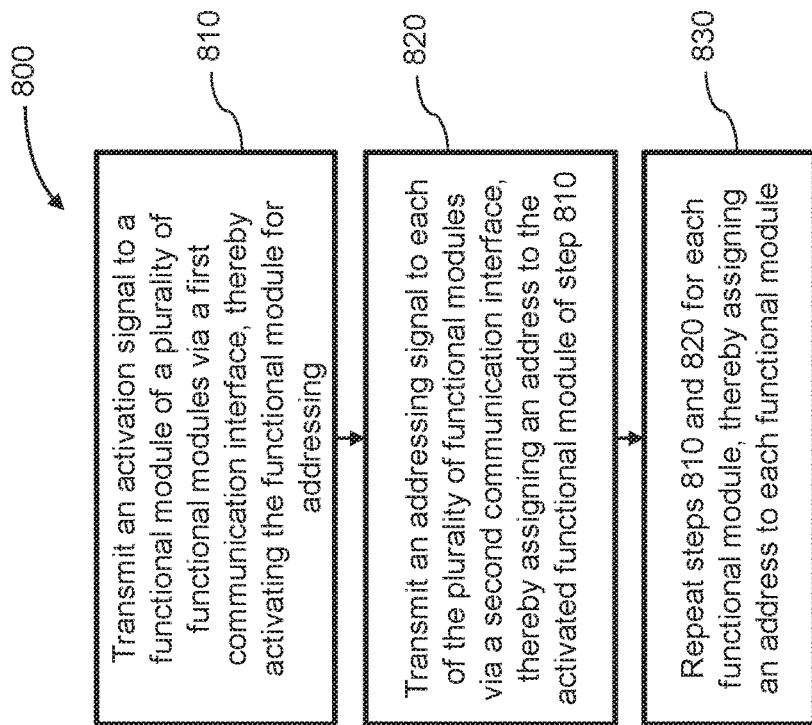 800
Transmit an activation signal to a
functional module of a plurality of
functional modules via a first
communication interface, thereby
activating the functional module for
addressing
810
Transmit an addressing signal to each
of the plurality of functional modules
via a second communication interface,
thereby assigning an address to the
activated functional module of step 810
820
Repeat steps 810 and 820 for each
functional module, thereby assigning
an address to each functional module
830